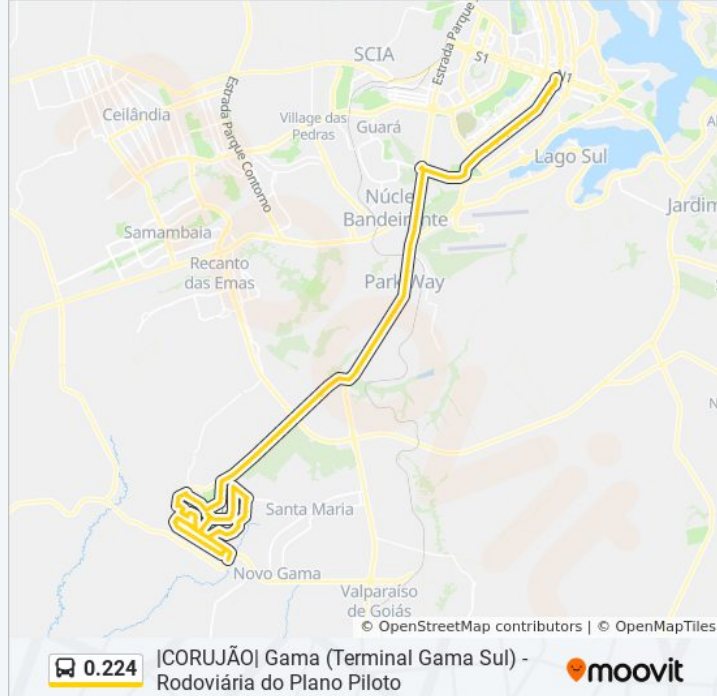 Estrada Parque
SCIA
S1
N1
Estrada Parque Contorno
Ceilândia
Village das
Pedras
Guará
Lago Sul
Núcle
Bandeirante
Jardim
Samambaia
Recanto
das Emas
Park Way
Santa Maria
Novo Gama
Valparaíso
de Goiás
© OpenStreetMap contributors | © OpenMapTiles
0.224
|CORUJÃO| Gama (Terminal Gama Sul) -
Rodoviária do Plano Piloto
moovit